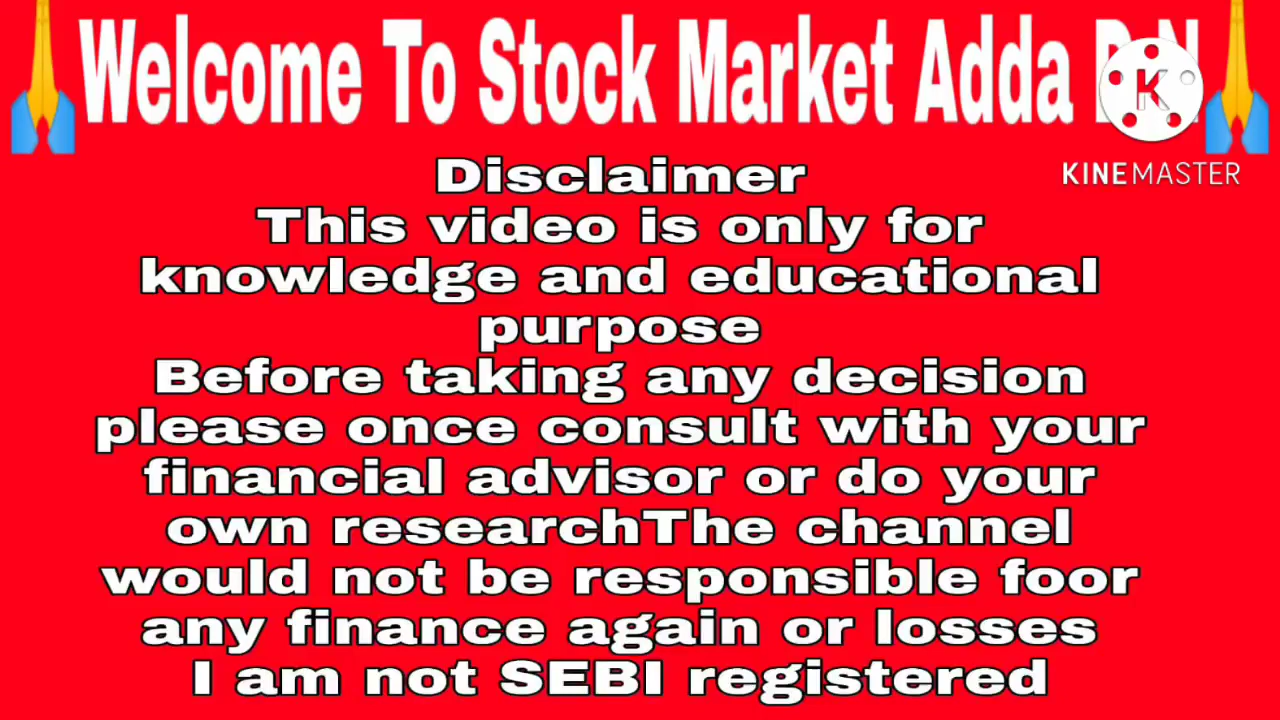 Welcome To Stock Market Adda
K
KINEMASTER
Disclaimer
This video is only for
knowledge and educational
purpose
Before taking any decision
please once consult with your
financial advisor or do your
own researchThe channel
would not be responsible foor
any finance again or losses
I am not SEBI registered